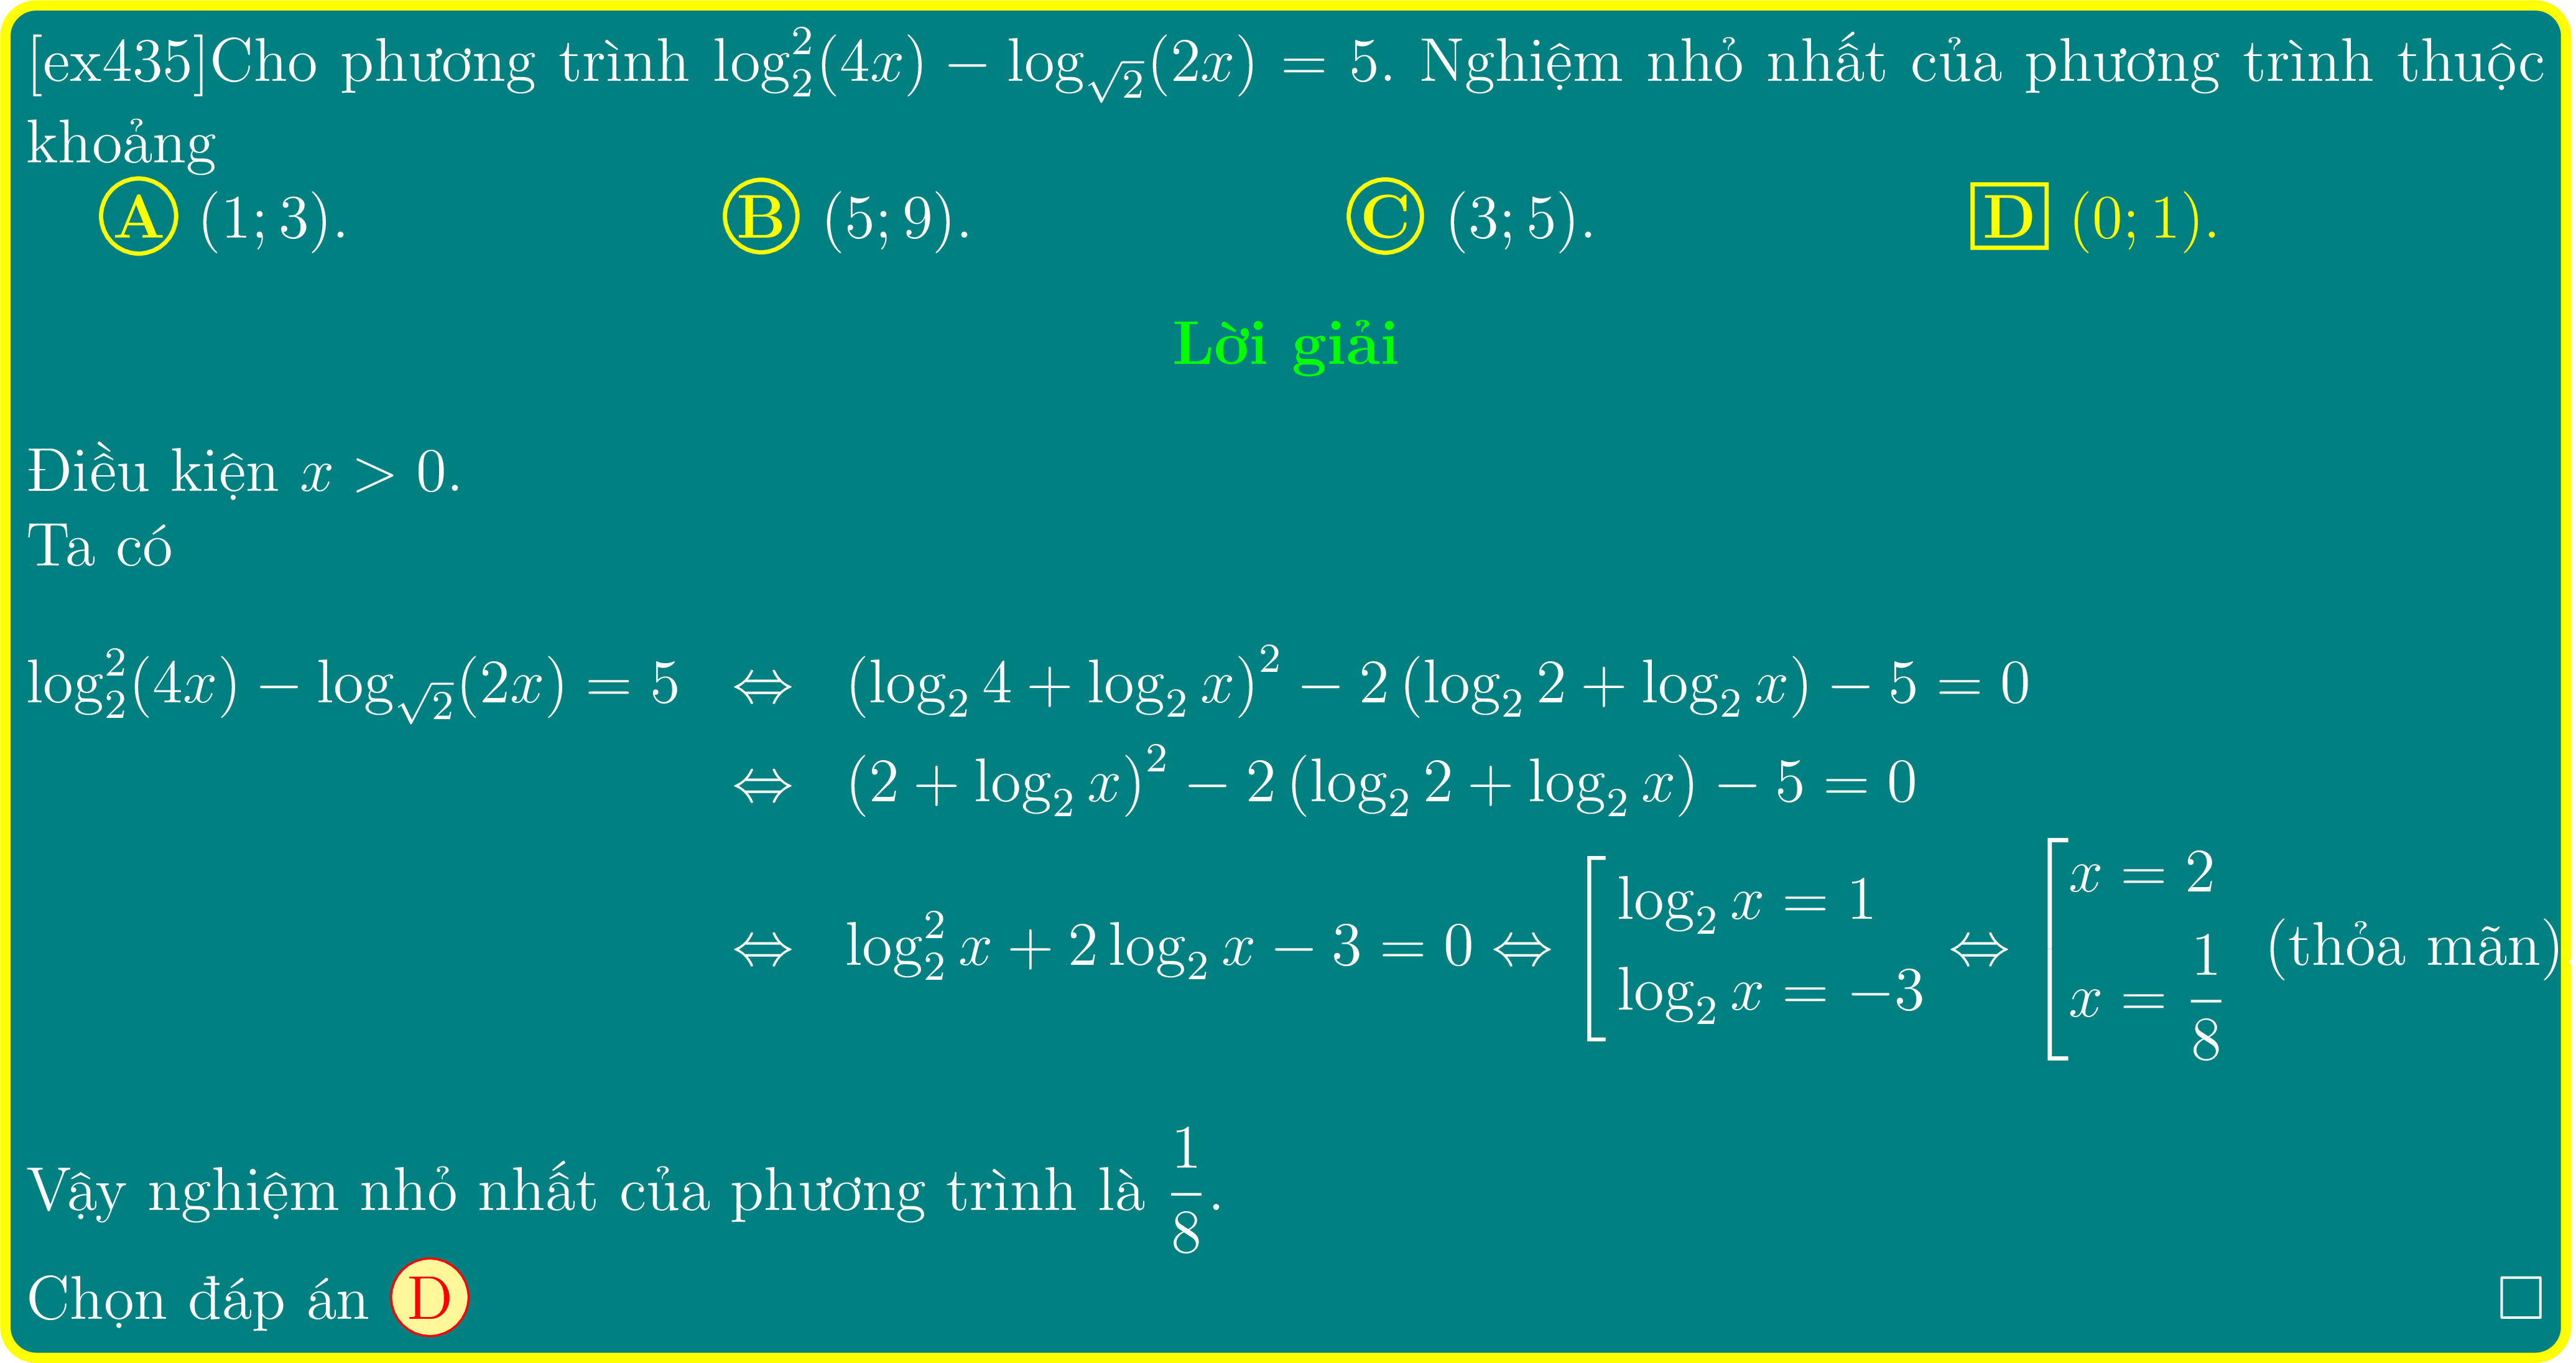 [ex435]Cho phương trình $\log_2^2(4x) - \log_{\sqrt{2}}(2x) = 5$. Nghiệm nhỏ nhất của phương trình thuộc
khoảng
A (1; 3). B (5; 9). C (3; 5). D (0; 1).
Lời giải
Điều kiện $x > 0$.
Ta có
$\log_2^2(4x) - \log_{\sqrt{2}}(2x) = 5 \Leftrightarrow (\log_2 4 + \log_2 x)^2 - 2(\log_2 2 + \log_2 x) - 5 = 0$
$\Leftrightarrow (2 + \log_2 x)^2 - 2(\log_2 2 + \log_2 x) - 5 = 0$
$\Leftrightarrow \log_2^2 x + 2\log_2 x - 3 = 0 \Leftrightarrow \left[\begin{array}{l} \log_2 x = 1 \\ \log_2 x = -3 \end{array}\right. \Leftrightarrow \left[\begin{array}{l} x = 2 \\ x = \frac{1}{8} \end{array}\right.$ (thỏa mãn).
Vậy nghiệm nhỏ nhất của phương trình là $\frac{1}{8}$.
Chọn đáp án D □